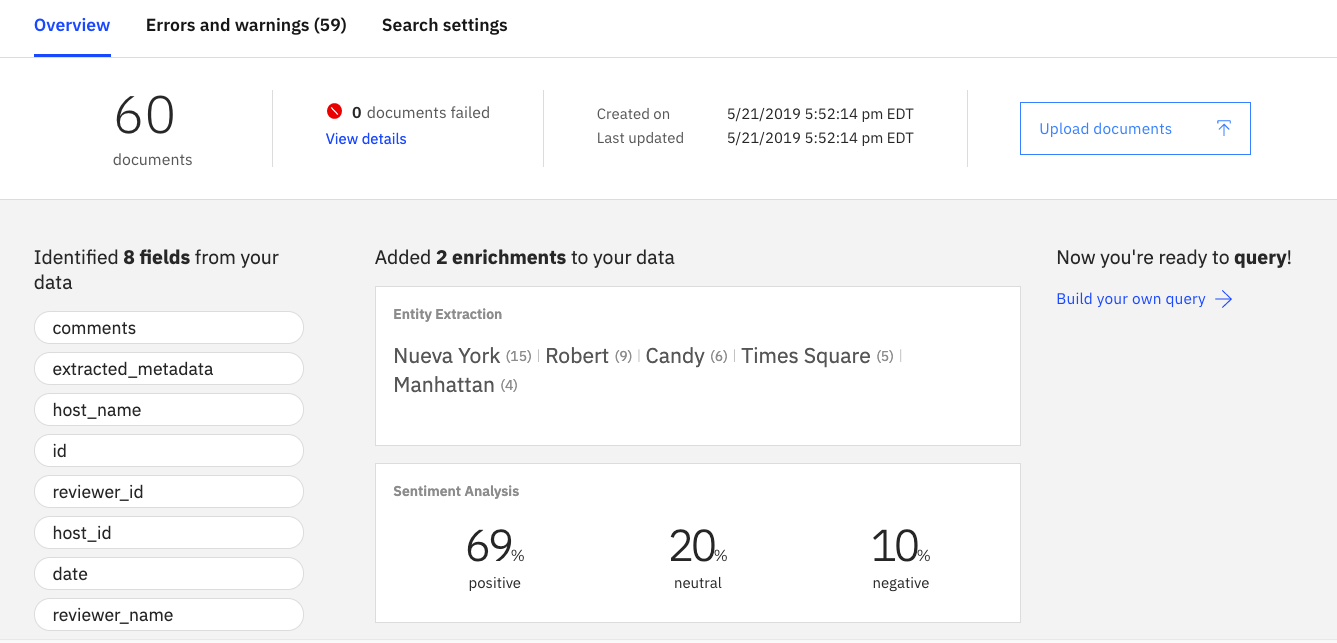 Overview Errors and warnings (59) Search settings
60
documents
0 documents failed
View details
Created on 5/21/2019 5:52:14 pm EDT
Last updated 5/21/2019 5:52:14 pm EDT
Upload documents
Identified 8 fields from your
data
comments
extracted_metadata
host_name
id
reviewer_id
host_id
date
reviewer_name
Added 2 enrichments to your data
Entity Extraction
Nueva York (15) | Robert (9) | Candy (6) | Times Square (5) |
Manhattan (4)
Sentiment Analysis
69% 20% 10%
positive neutral negative
Now you're ready to query!
Build your own query